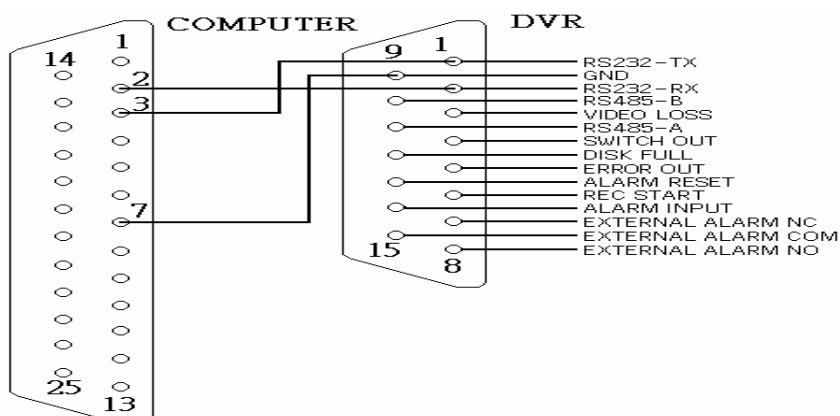 COMPUTER
DVR
1
14
2
3
7
25
13
9
1
15
8
RS232-TX
GND
RS232-RX
RS485-B
VIDEO LOSS
RS485-A
SWITCH OUT
DISK FULL
ERROR OUT
ALARM RESET
REC START
ALARM INPUT
EXTERNAL ALARM NC
EXTERNAL ALARM COM
EXTERNAL ALARM NO